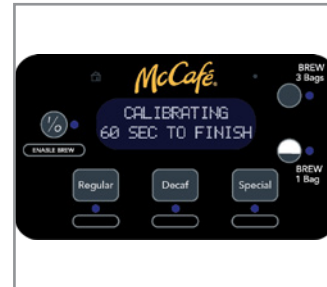 McCafé.
BREW
3 Bags
CALIBRATING
60 SEC TO FINISH
I/O
ENABLE BREW
BREW
1 Bag
Regular
Decaf
Special